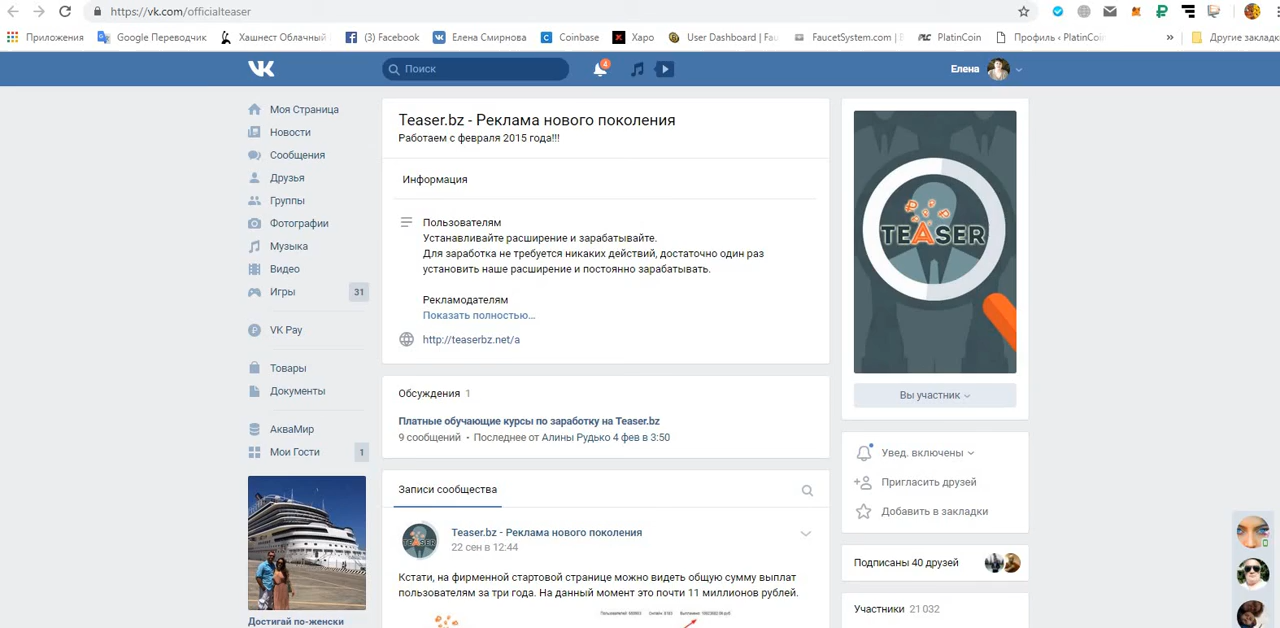 https://vk.com/officialteaser
Приложения
Google Переводчик
Хашнест Облачный
(3) Facebook
Елена Смирнова
Coinbase
Харо
User Dashboard | Fau
FaucetSystem.com | E
PLC PlatinCoin
Профиль ‹ PlatinCoin
»
Другие закладк
Поиск
4
Елена
Моя Страница
Новости
Сообщения
Друзья
Группы
Фотографии
Музыка
Видео
Игры 31
VK Pay
Товары
Документы
АкваМир
Мои Гости 1
Достигай по-женски
Teaser.bz - Реклама нового поколения
Работаем с февраля 2015 года!!!
Информация
Пользователям
Устанавливайте расширение и зарабатывайте.
Для заработка не требуется никаких действий, достаточно один раз
установить наше расширение и постоянно зарабатывать.
Рекламодателям
Показать полностью...
http://teaserbz.net/a
Обсуждения 1
Платные обучающие курсы по заработку на Teaser.bz
9 сообщений • Последнее от Алины Рудько 4 фев в 3:50
Записи сообщества
TEASER
Teaser.bz - Реклама нового поколения
22 сен в 12:44
Кстати, на фирменной стартовой странице можно видеть общую сумму выплат
пользователям за три года. На данный момент это почти 11 миллионов рублей.
TEASER
Вы участник
Увед. включены
Пригласить друзей
Добавить в закладки
Подписаны 40 друзей
Участники 21 032